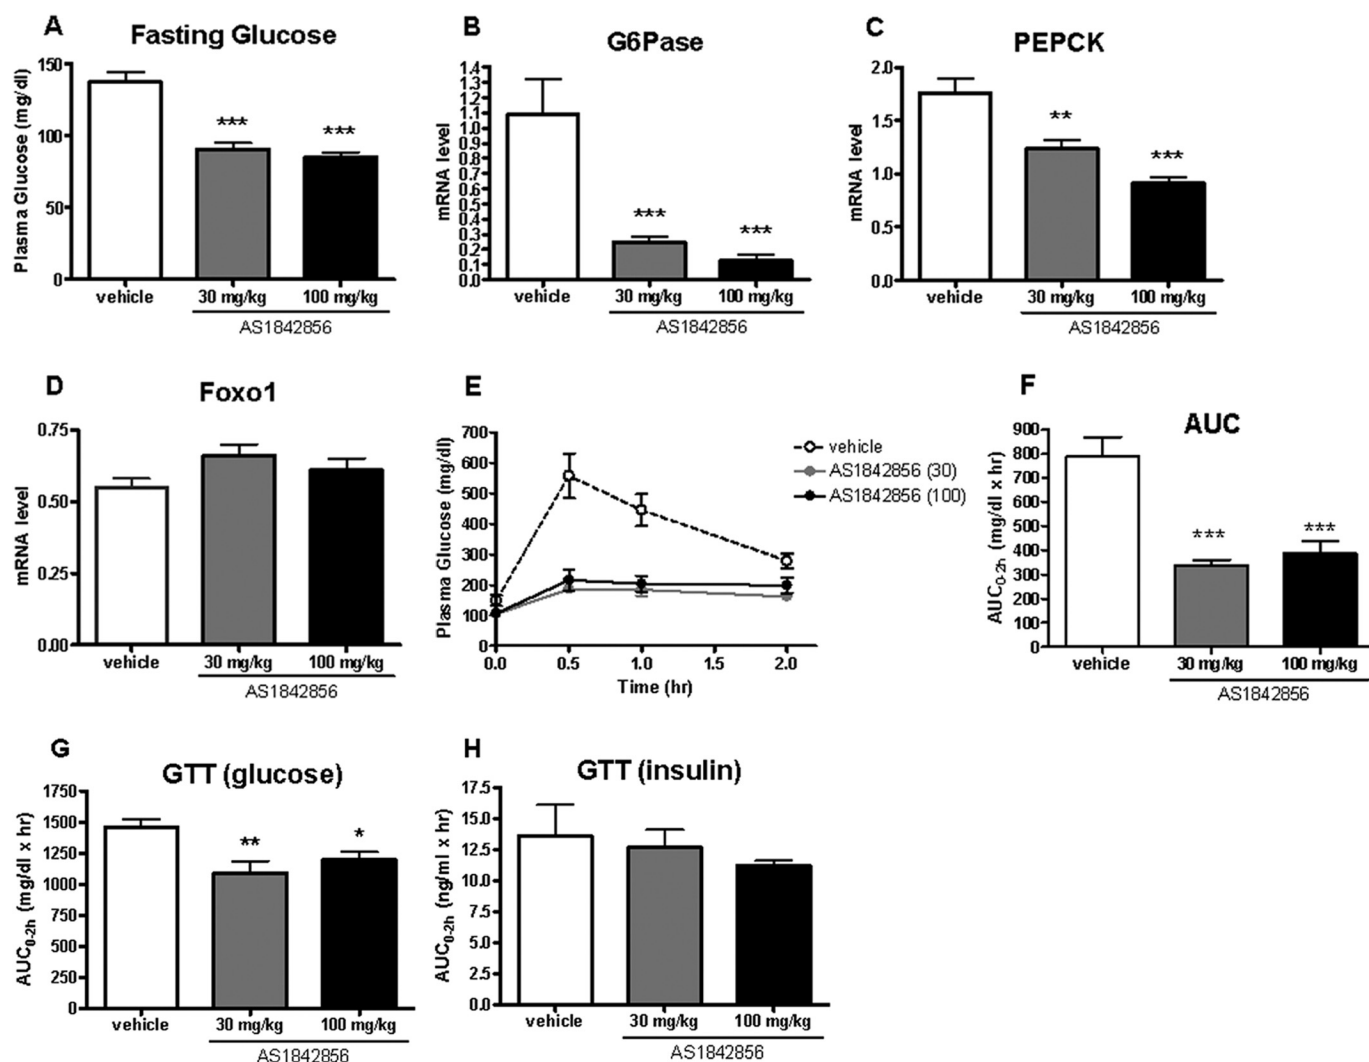 A
Fasting Glucose
Plasma Glucose (mg/dl)
150
100
50
0
***
***
vehicle
30 mg/kg
100 mg/kg
AS1842856
B
G6Pase
mRNA level
1.4
1.3
1.2
1.1
1.0
0.9
0.8
0.7
0.6
0.5
0.4
0.3
0.2
0.1
0.0
***
***
vehicle
30 mg/kg
100 mg/kg
AS1842856
C
PEPCK
mRNA level
2.0
1.5
1.0
0.5
0.0
**
***
vehicle
30 mg/kg
100 mg/kg
AS1842856
D
Foxo1
mRNA level
0.75
0.50
0.25
0.00
vehicle
30 mg/kg
100 mg/kg
AS1842856
E
Plasma Glucose (mg/dl)
700
600
500
400
300
200
100
0
0.0
0.5
1.0
1.5
2.0
Time (hr)
vehicle
AS1842856 (30)
AS1842856 (100)
F
AUC
AUC0-2h (mg/dl x hr)
900
800
700
600
500
400
300
200
100
0
***
***
vehicle
30 mg/kg
100 mg/kg
AS1842856
G
GTT (glucose)
AUC0-2h (mg/dl x hr)
1750
1500
1250
1000
750
500
250
0
**
*
vehicle
30 mg/kg
100 mg/kg
AS1842856
H
GTT (insulin)
AUC0-2h (ng/ml x hr)
17.5
15.0
12.5
10.0
7.5
5.0
2.5
0.0
vehicle
30 mg/kg
100 mg/kg
AS1842856